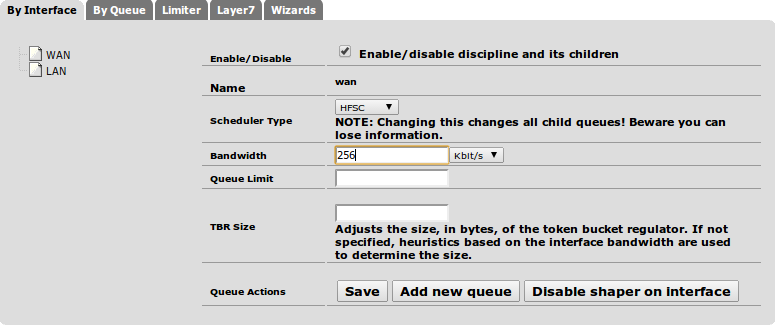 By Interface By Queue Limiter Layer7 Wizards
WAN
LAN
Enable/Disable Enable/disable discipline and its children
Name wan
Scheduler Type HFSC
NOTE: Changing this changes all child queues! Beware you can
lose information.
Bandwidth 256 Kbit/s
Queue Limit
TBR Size
Adjusts the size, in bytes, of the token bucket regulator. If not
specified, heuristics based on the interface bandwidth are used
to determine the size.
Queue Actions Save Add new queue Disable shaper on interface